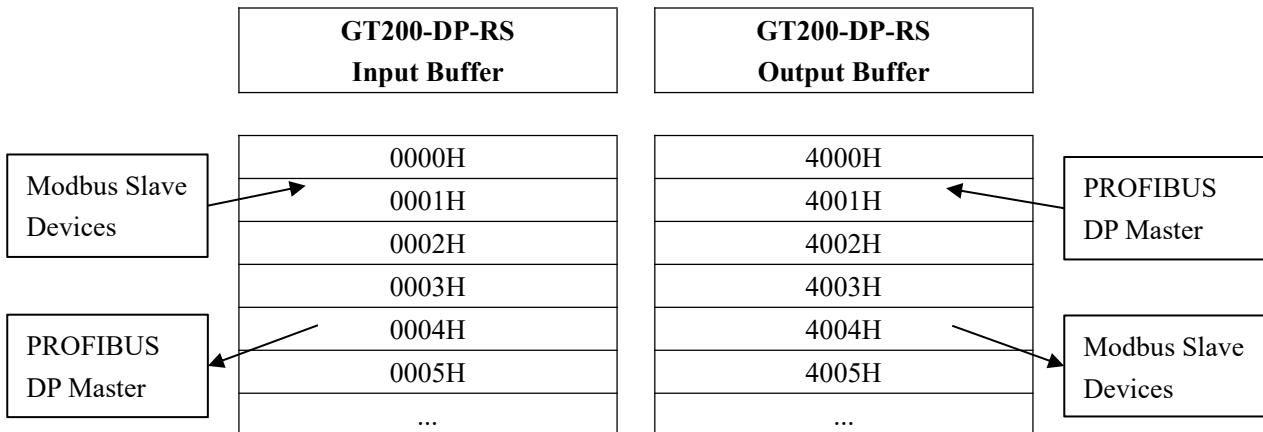 GT200-DP-RS
Input Buffer
GT200-DP-RS
Output Buffer
Modbus Slave
Devices
PROFIBUS
DP Master
0000H
0001H
0002H
0003H
0004H
0005H
...
4000H
4001H
4002H
4003H
4004H
4005H
...
PROFIBUS
DP Master
Modbus Slave
Devices